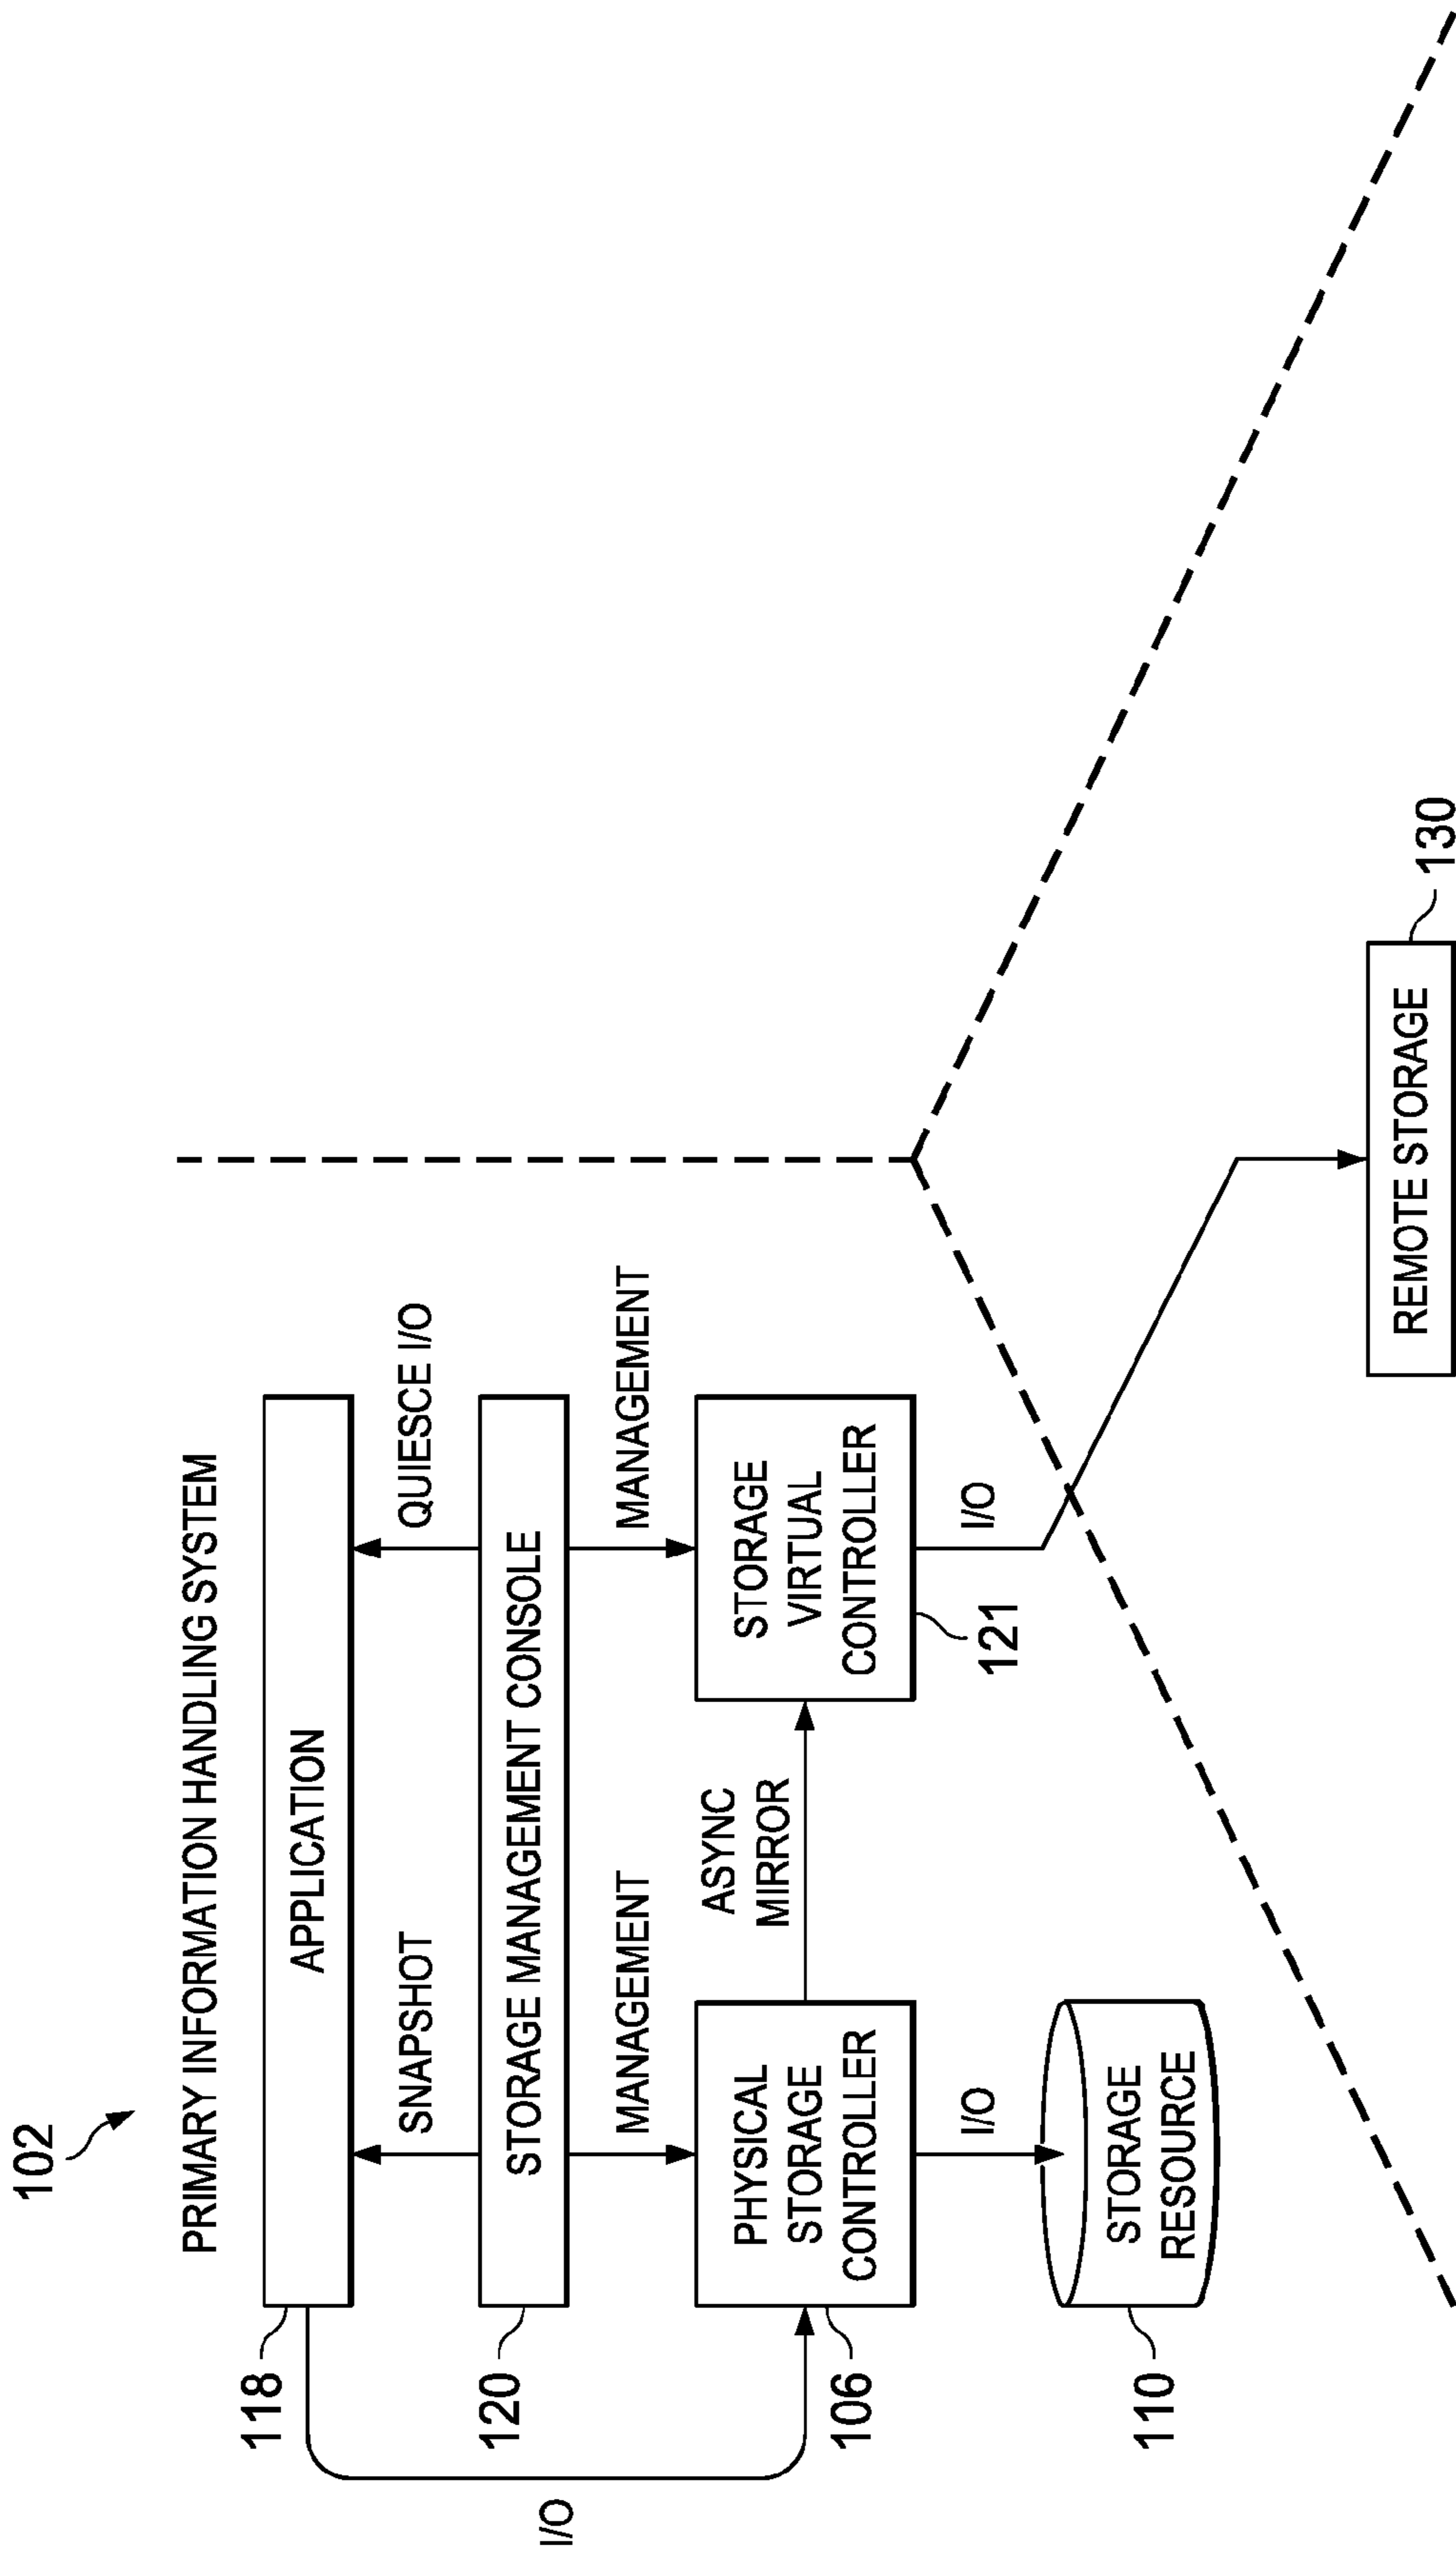 102
PRIMARY INFORMATION HANDLING SYSTEM
118
APPLICATION
SNAPSHOT
QUIESCE I/O
I/O
120
STORAGE MANAGEMENT CONSOLE
MANAGEMENT
MANAGEMENT
106
PHYSICAL
STORAGE
CONTROLLER
ASYNC
MIRROR
STORAGE
VIRTUAL
CONTROLLER
121
I/O
I/O
110
STORAGE
RESOURCE
REMOTE STORAGE
130